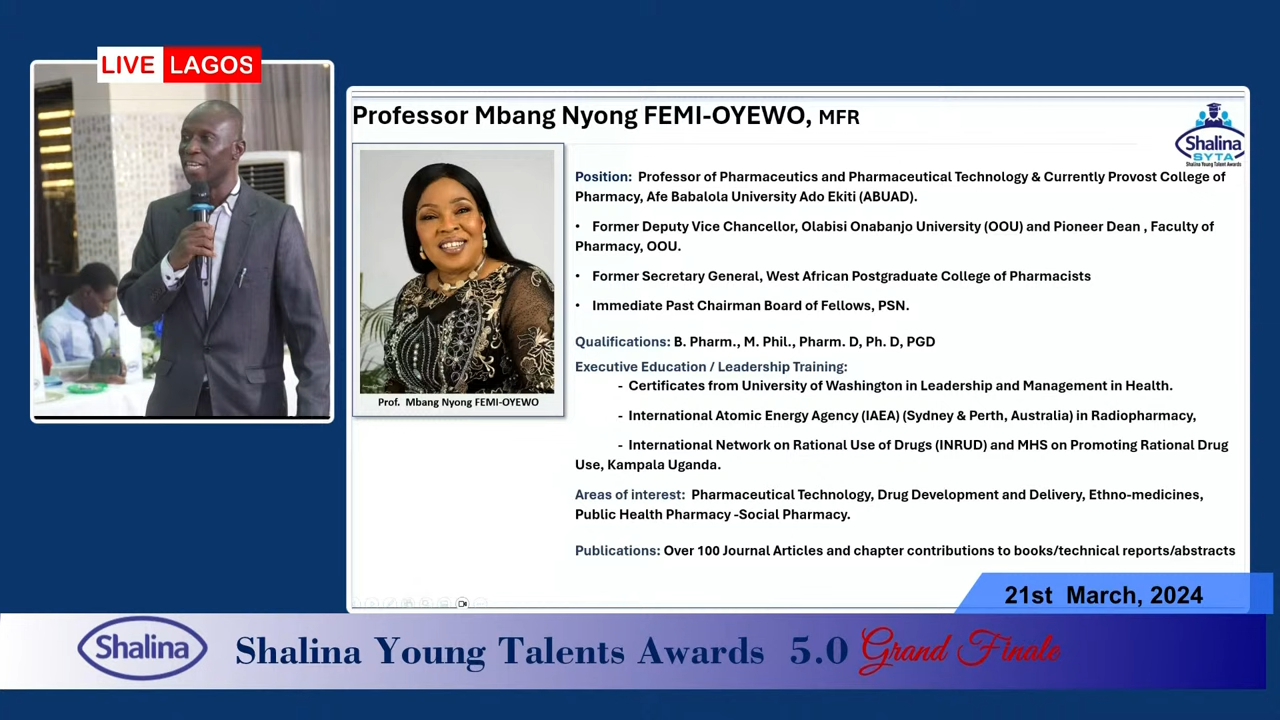 LIVE LAGOS
Professor Mbang Nyong FEMI-OYEWO, MFR
Shalina
SYTA
Shalina Young Talent Awards
Prof. Mbang Nyong FEMI-OYEWO
Position: Professor of Pharmaceutics and Pharmaceutical Technology & Currently Provost College of
Pharmacy, Afe Babalola University Ado Ekiti (ABUAD).
• Former Deputy Vice Chancellor, Olabisi Onabanjo University (OOU) and Pioneer Dean , Faculty of
Pharmacy, OOU.
• Former Secretary General, West African Postgraduate College of Pharmacists
• Immediate Past Chairman Board of Fellows, PSN.
Qualifications: B. Pharm., M. Phil., Pharm. D, Ph. D, PGD
Executive Education / Leadership Training:
- Certificates from University of Washington in Leadership and Management in Health.
- International Atomic Energy Agency (IAEA) (Sydney & Perth, Australia) in Radiopharmacy,
- International Network on Rational Use of Drugs (INRUD) and MHS on Promoting Rational Drug
Use, Kampala Uganda.
Areas of interest: Pharmaceutical Technology, Drug Development and Delivery, Ethno-medicines,
Public Health Pharmacy -Social Pharmacy.
Publications: Over 100 Journal Articles and chapter contributions to books/technical reports/abstracts
21st March, 2024
Shalina
Shalina Young Talents Awards 5.0 Grand Finale